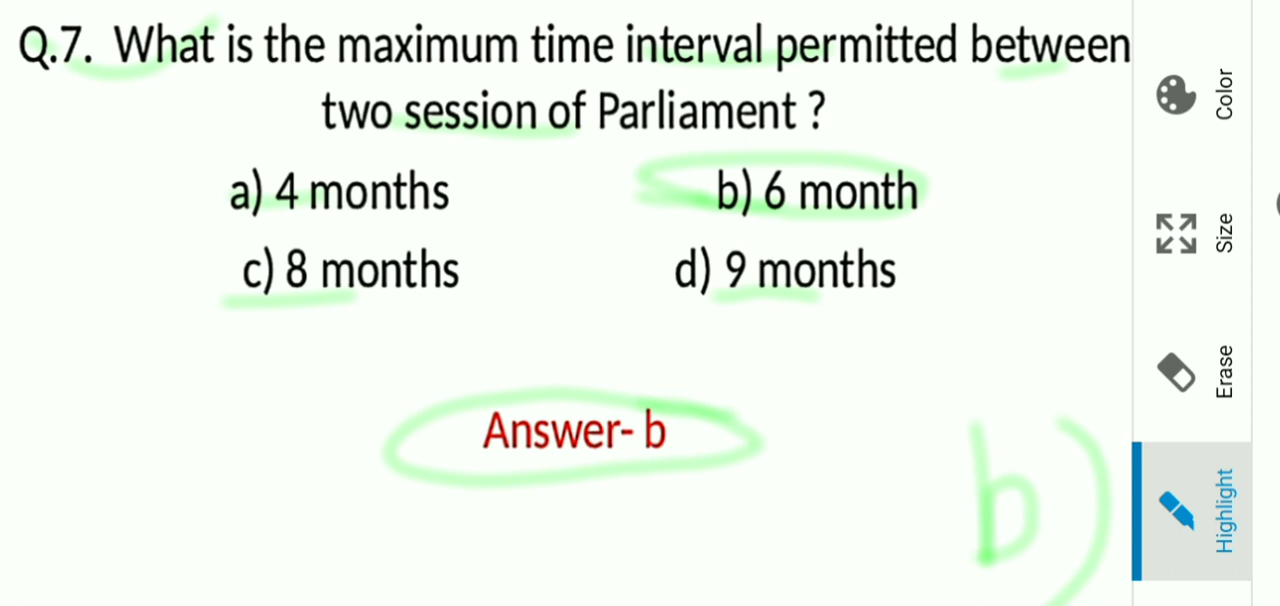 Q.7. What is the maximum time interval permitted between
two session of Parliament ?
a) 4 months b) 6 month
c) 8 months d) 9 months
Answer- b
b)
Color
Size
Erase
Highlight